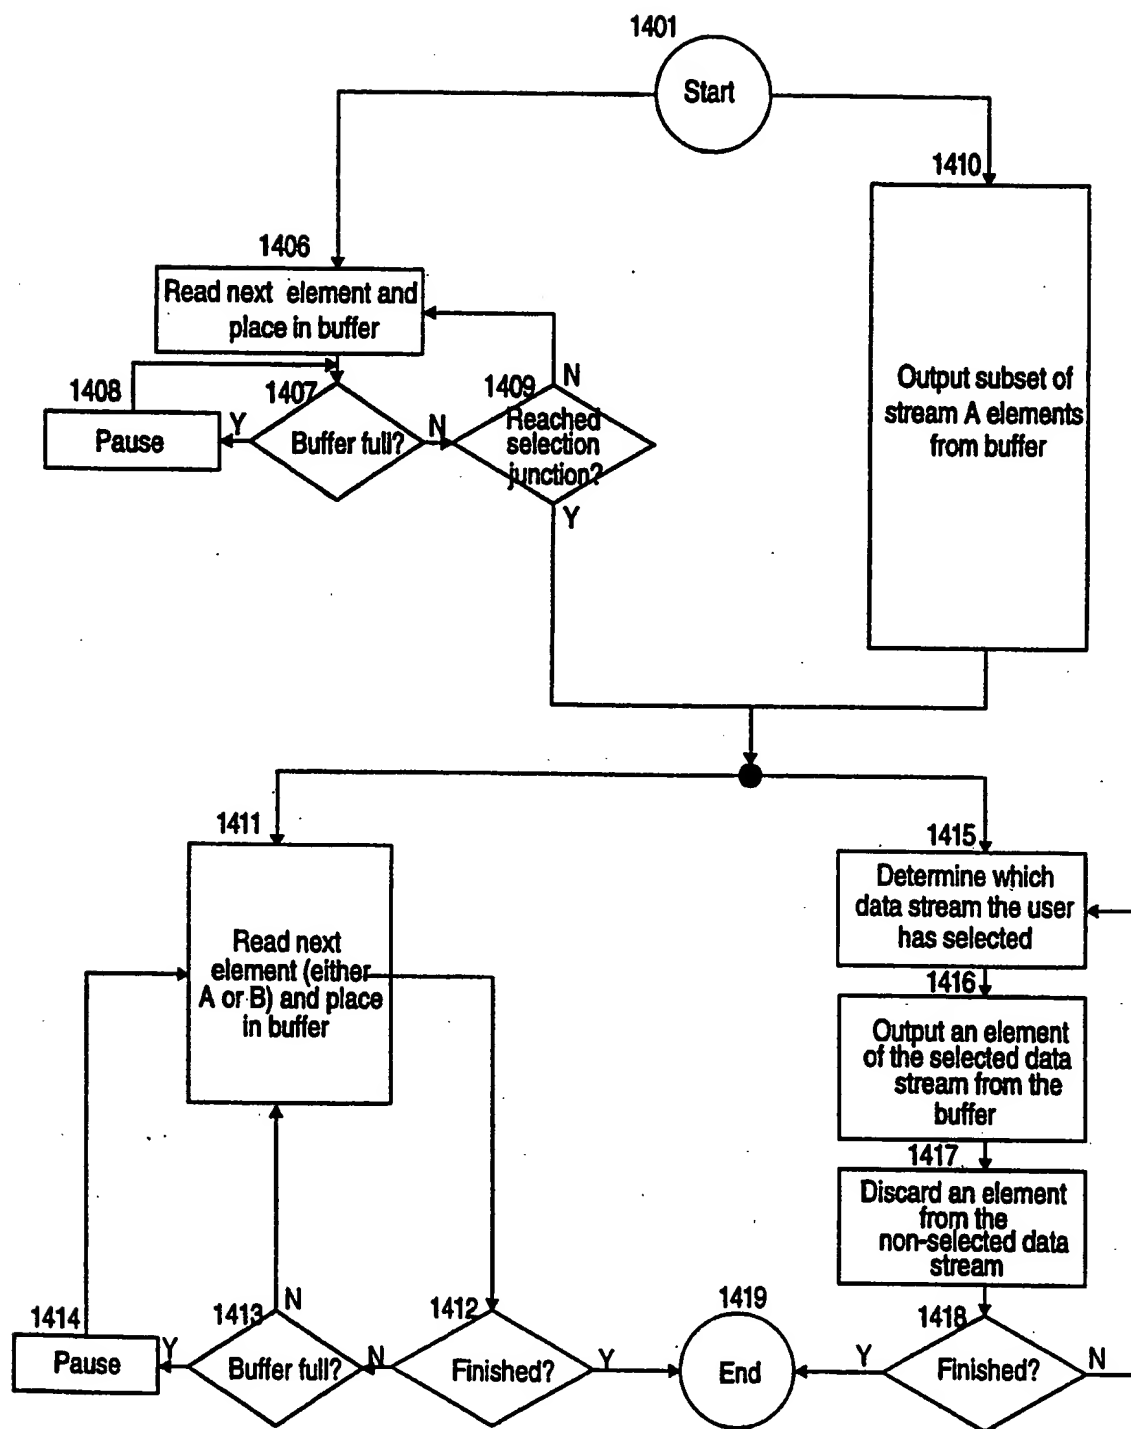 1401
Start
1410
1406
Read next element and
place in buffer
1408
1407
1409
N
Output subset of
stream A elements
from buffer
Pause
Y
Buffer full?
N
Reached
selection
junction?
Y
1411
1415
Determine which
data stream the user
has selected
Read next
element (either
A or B) and place
in buffer
1416
Output an element
of the selected data
stream from the
buffer
1417
Discard an element
from the
non-selected data
stream
1414
1413
N
1412
1419
1418
Pause
Y
Buffer full?
N
Finished?
Y
End
Y
Finished?
N